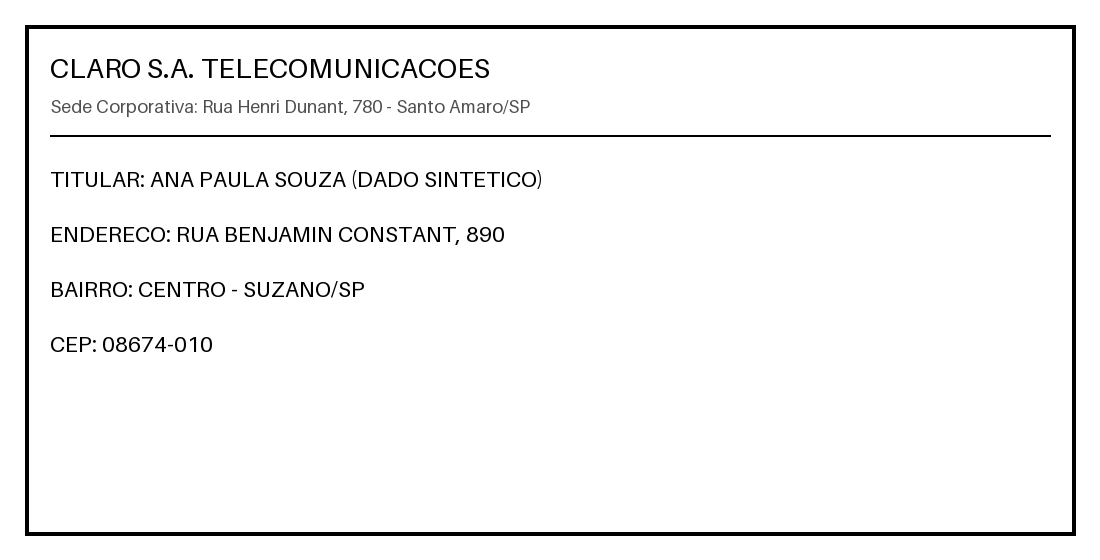 CLARO S.A. TELECOMUNICACOES
Sede Corporativa: Rua Henri Dunant, 780 - Santo Amaro/SP
TITULAR: ANA PAULA SOUZA (DADO SINTETICO)
ENDERECO: RUA BENJAMIN CONSTANT, 890
BAIRRO: CENTRO - SUZANO/SP
CEP: 08674-010